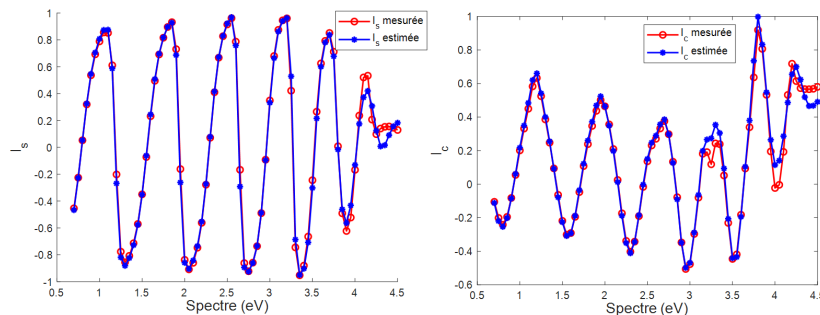 I_s mesurée
I_s estimée
I_s
1
0.8
0.6
0.4
0.2
0
-0.2
-0.4
-0.6
-0.8
-1
0.5 1 1.5 2 2.5 3 3.5 4 4.5
Spectre (eV)
I_c mesurée
I_c estimée
I_c
1
0.8
0.6
0.4
0.2
0
-0.2
-0.4
-0.6
0.5 1 1.5 2 2.5 3 3.5 4 4.5
Spectre (eV)